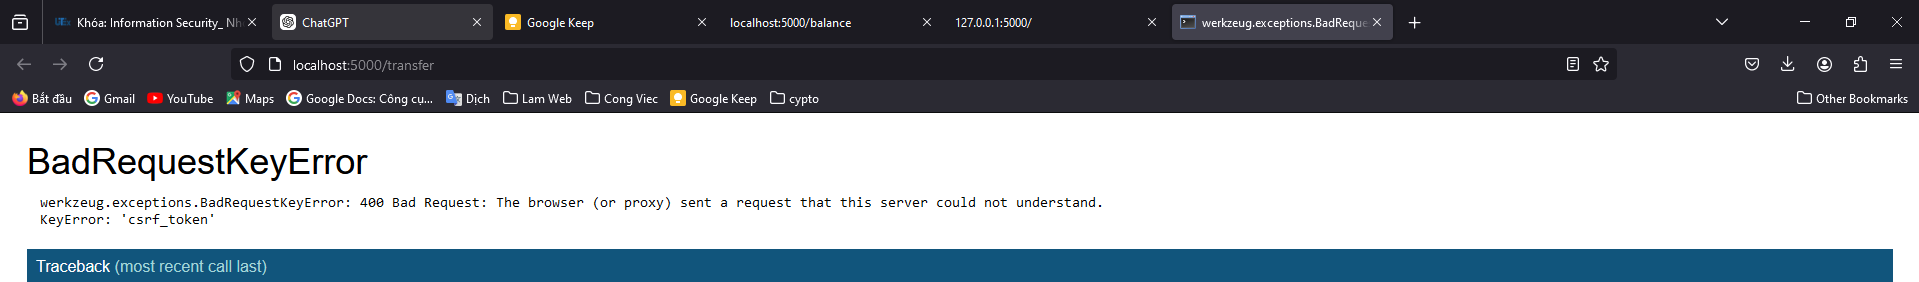 Khóa: Information Security_ Nh
ChatGPT
Google Keep
localhost:5000/balance
127.0.0.1:5000/
werkzeug.exceptions.BadReque
localhost:5000/transfer
Bắt đầu
Gmail
YouTube
Maps
Google Docs: Công cụ...
Dịch
Lam Web
Cong Viec
Google Keep
cypto
Other Bookmarks
BadRequestKeyError
werkzeug.exceptions.BadRequestKeyError: 400 Bad Request: The browser (or proxy) sent a request that this server could not understand.
KeyError: 'csrf_token'
Traceback (most recent call last)